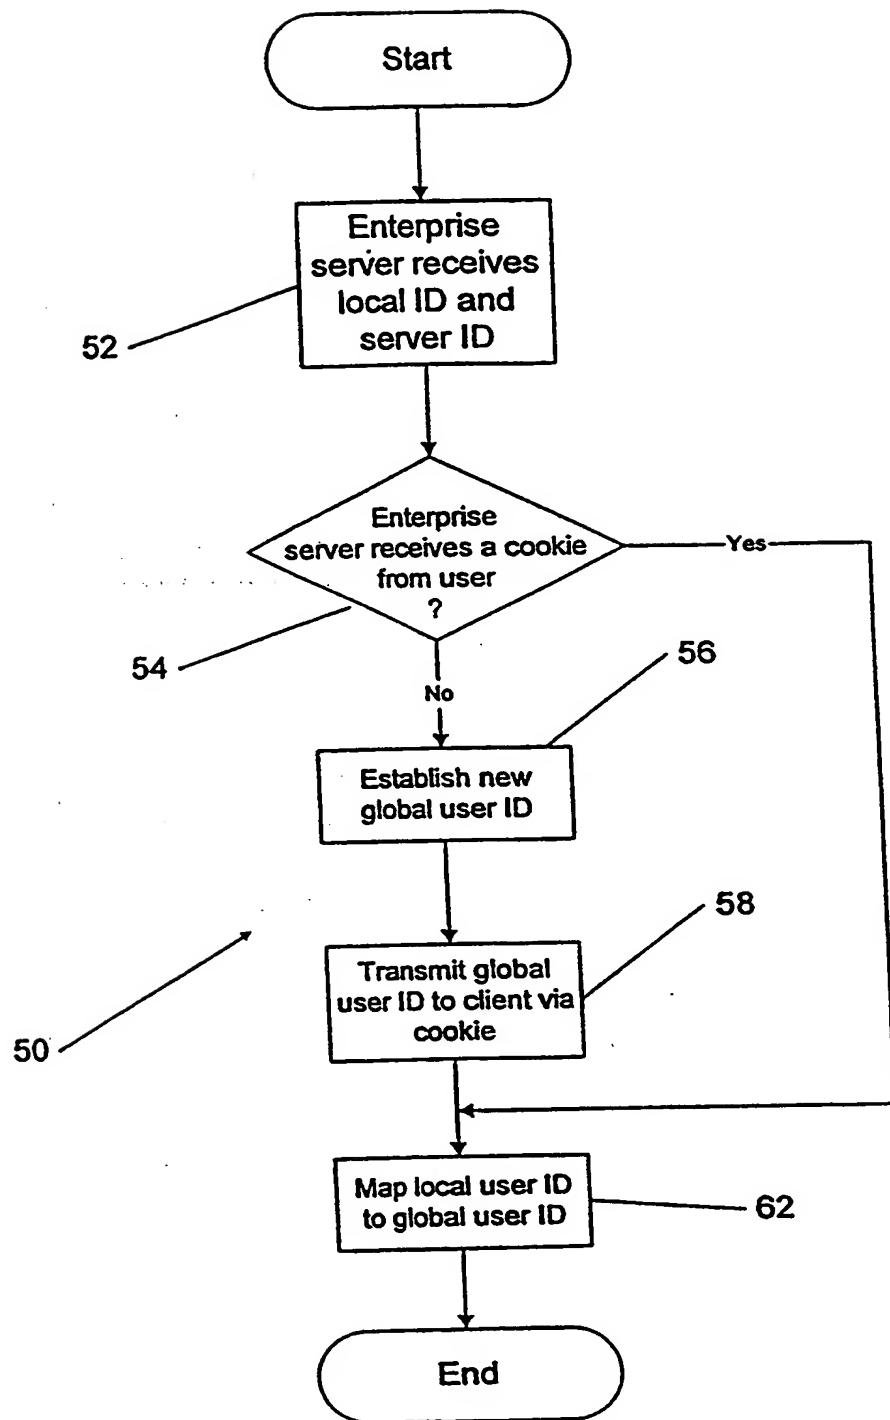 Start
Enterprise
server receives
local ID and
server ID
52
Enterprise
server receives a cookie
from user
?
Yes
54
No
56
Establish new
global user ID
58
Transmit global
user ID to client via
cookie
50
Map local user ID
to global user ID
62
End